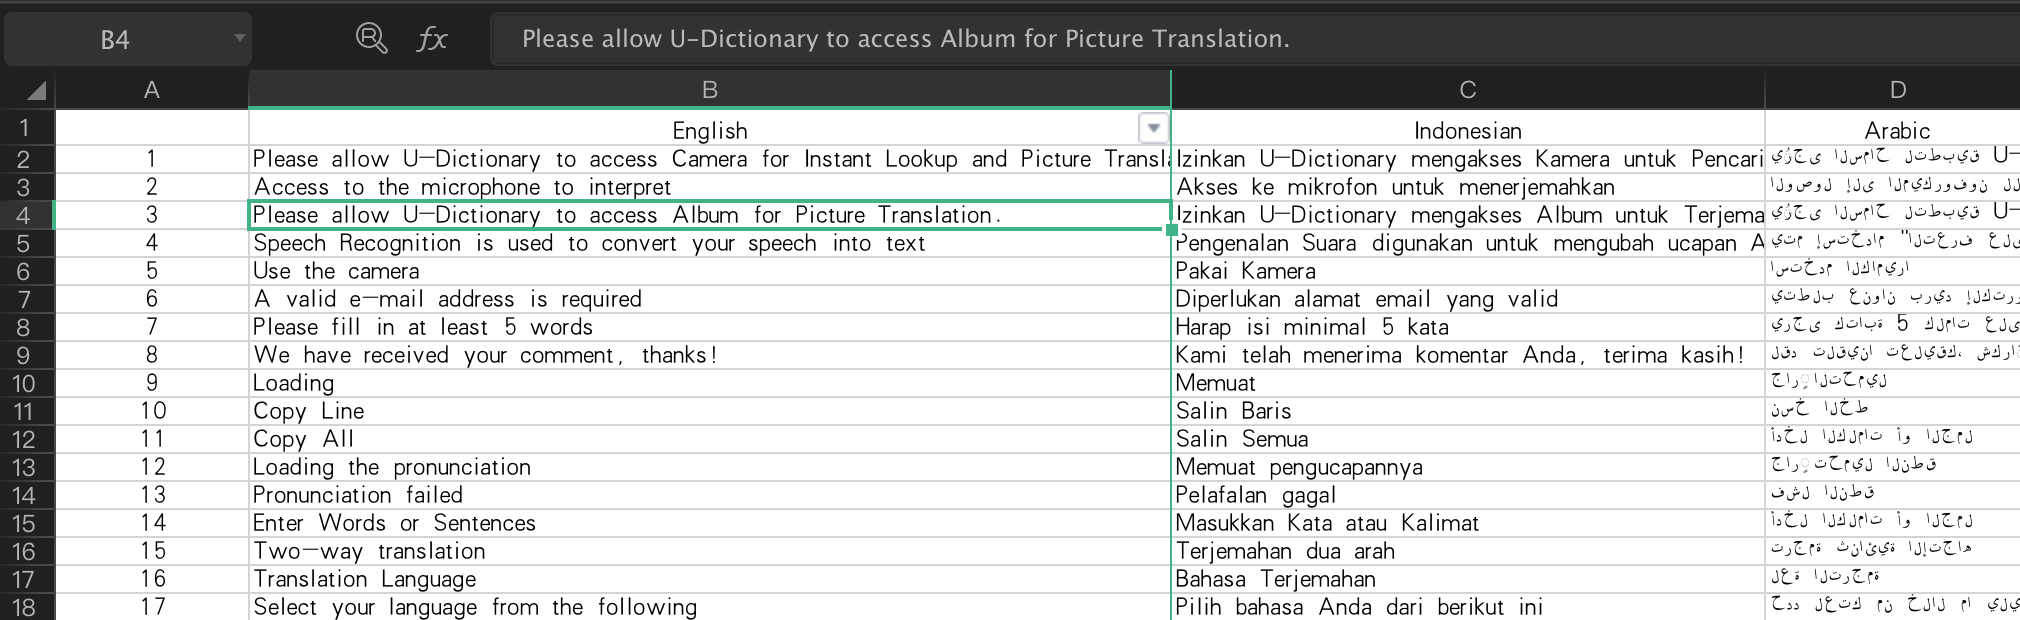 B4 fx Please allow U-Dictionary to access Album for Picture Translation.
A B C D
1 English Indonesian Arabic
2 1 Please allow U-Dictionary to access Camera for Instant Lookup and Picture Izinkan U-Dictionary mengakses Kamera untuk يُرجى السماح لتطبيق U-
3 2 Access to the microphone to interpret Akses ke mikrofon untuk menerjemahkan الوصول إلى الميكروفون
4 3 Please allow U-Dictionary to access Album for Picture Translation. Izinkan U-Dictionary mengakses Album untuk يُرجى السماح لتطبيق U-
5 4 Speech Recognition is used to convert your speech into text Pengenalan Suara digunakan untuk mengubah ucapan يتم إستخدام "التعرف
6 5 Use the camera Pakai Kamera استخدم الكاميرا
7 6 A valid e-mail address is required Diperlukan alamat email yang valid يتطلب عنوان بريد
8 7 Please fill in at least 5 words Harap isi minimal 5 kata يرجى كتابة 5 كلمات
9 8 We have received your comment, thanks! Kami telah menerima komentar Anda, terima kasih! لقد تلقينا تعليقك،
10 9 Loading Memuat جارٍ التحميل
11 10 Copy Line Salin Baris نسخ الخط
12 11 Copy All Salin Semua أدخل الكلمات أو الجمل
13 12 Loading the pronunciation Memuat pengucapannya جارٍ تحميل النطق
14 13 Pronunciation failed Pelafalan gagal فشل النطق
15 14 Enter Words or Sentences Masukkan Kata atau Kalimat أدخل الكلمات أو الجمل
16 15 Two-way translation Terjemahan dua arah ترجمة ثنائية الإتجاه
17 16 Translation Language Bahasa Terjemahan لغة الترجمة
18 17 Select your language from the following Pilih bahasa Anda dari berikut ini حدد لغتك من خلال ما